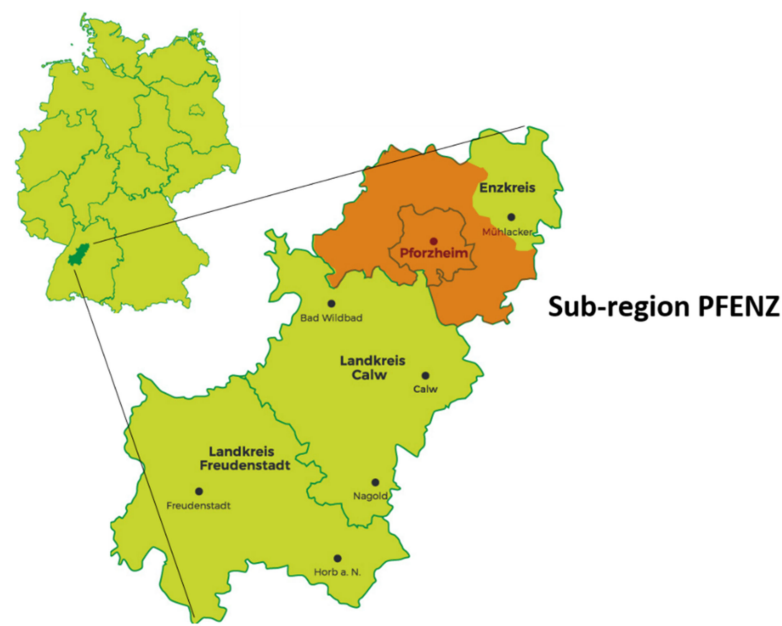 Enzkreis
Mühlacker
Pforzheim
Sub-region PFENZ
Bad Wildbad
Landkreis
Calw
Calw
Landkreis
Freudenstadt
Nagold
Freudenstadt
Horb a. N.